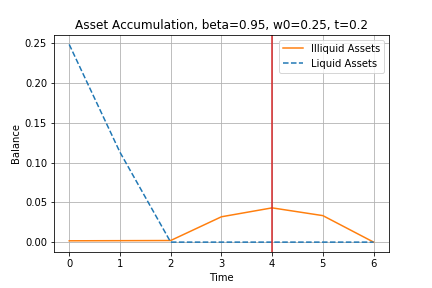 Asset Accumulation, beta=0.95, w0=0.25, t=0.2
Illiquid Assets
Liquid Assets
Balance
0.25
0.20
0.15
0.10
0.05
0.00
0 1 2 3 4 5 6
Time